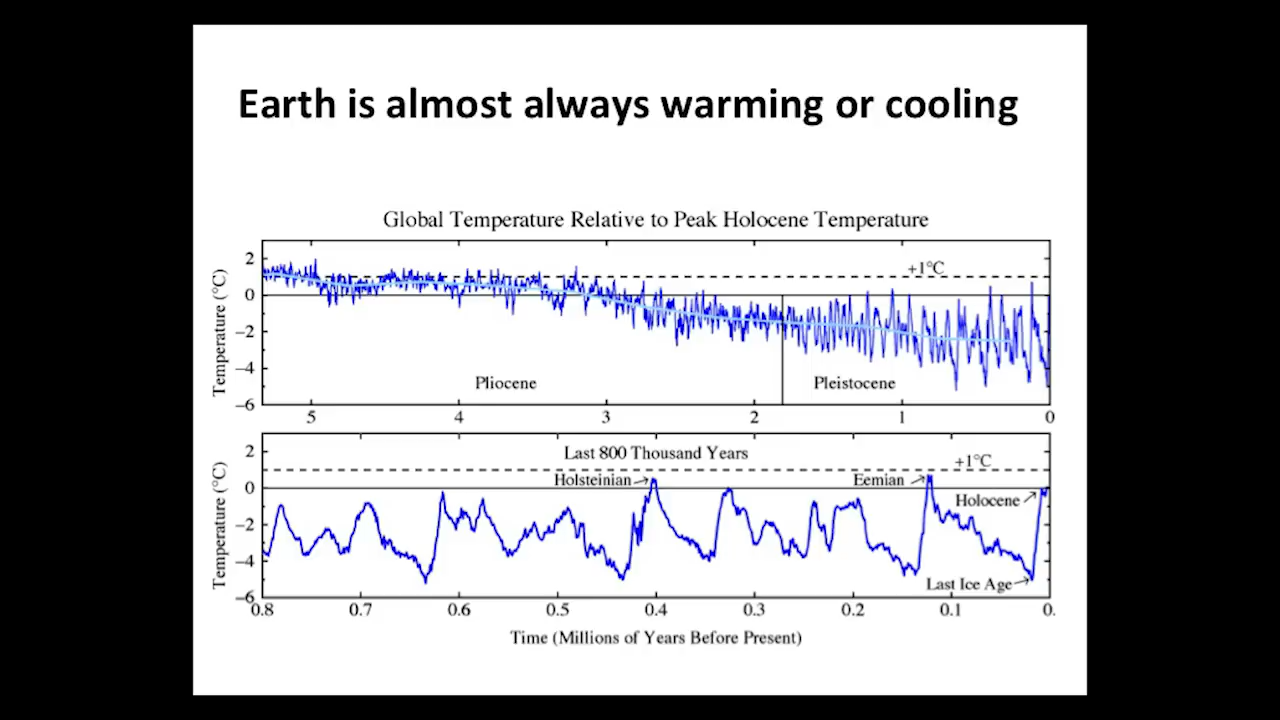 Earth is almost always warming or cooling
Global Temperature Relative to Peak Holocene Temperature
Temperature (°C)
2
0
−2
−4
−6
+1°C
Pliocene
Pleistocene
5 4 3 2 1 0
Temperature (°C)
2
0
−2
−4
−6
Last 800 Thousand Years
+1°C
Holsteinian
Eemian
Holocene
Last Ice Age
0.8 0.7 0.6 0.5 0.4 0.3 0.2 0.1 0.
Time (Millions of Years Before Present)